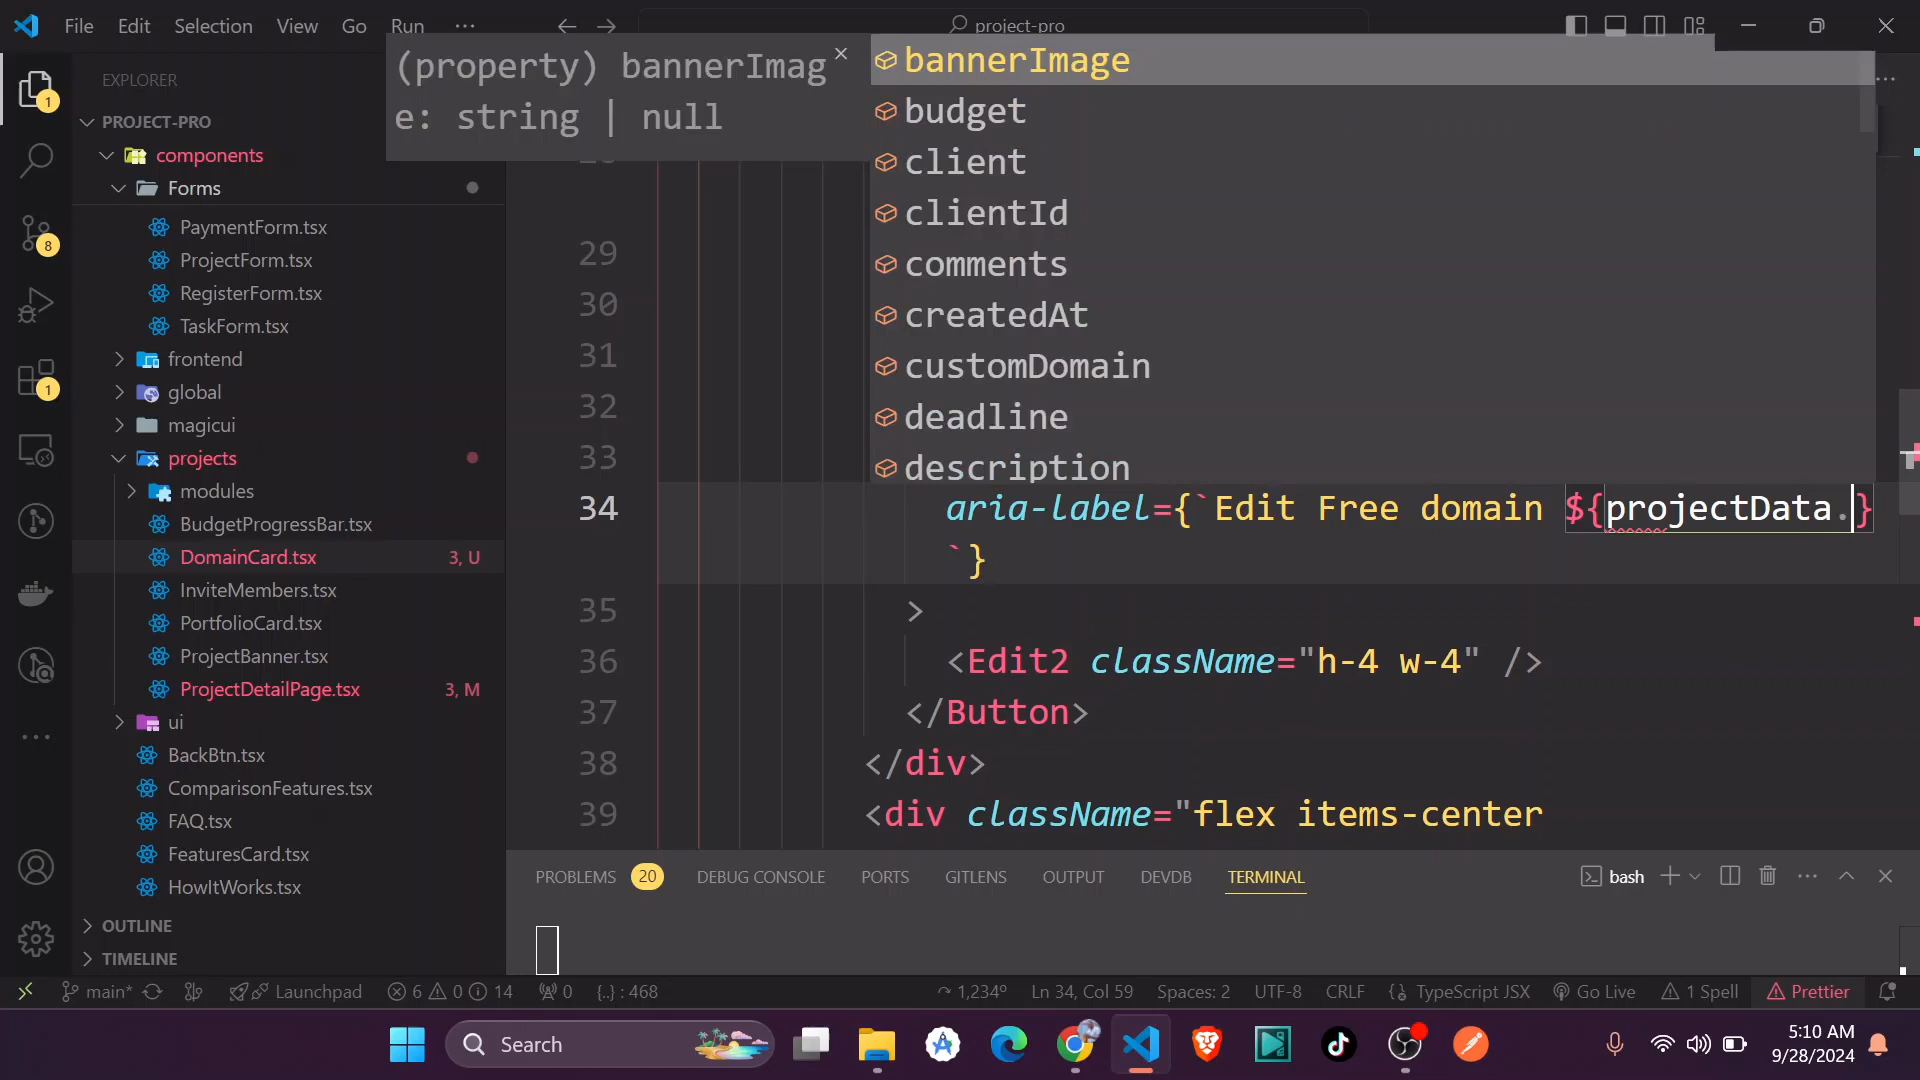 File Edit Selection View Go Run ...
project-pro
EXPLORER
PROJECT-PRO
components
Forms
PaymentForm.tsx
ProjectForm.tsx
RegisterForm.tsx
TaskForm.tsx
frontend
global
magicui
projects
modules
BudgetProgressBar.tsx
DomainCard.tsx 3, U
InviteMembers.tsx
PortfolioCard.tsx
ProjectBanner.tsx
ProjectDetailPage.tsx 3, M
ui
BackBtn.tsx
ComparisonFeatures.tsx
FAQ.tsx
FeaturesCard.tsx
HowItWorks.tsx
OUTLINE
TIMELINE
1
8
1
(property) bannerImag
e: string | null
bannerImage
budget
client
clientId
comments
createdAt
customDomain
deadline
description
29
30
31
32
33
34 aria-label={`Edit Free domain ${projectData.}
`}
35 >
36 <Edit2 className="h-4 w-4" />
37 </Button>
38 </div>
39 <div className="flex items-center
PROBLEMS 20 DEBUG CONSOLE PORTS GITLENS OUTPUT DEVDB TERMINAL
bash
main* Launchpad 6 0 14 0 {..} : 468
1,234º Ln 34, Col 59 Spaces: 2 UTF-8 CRLF TypeScript JSX Go Live 1 Spell Prettier
Search
5:10 AM
9/28/2024